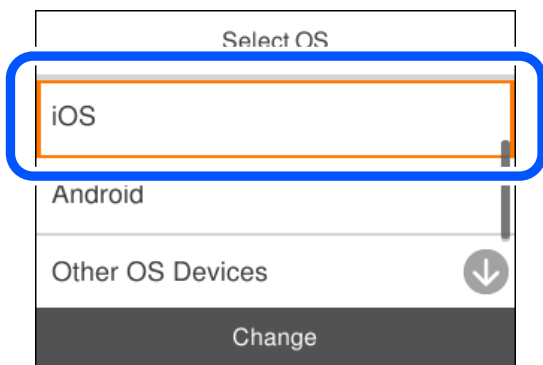 Select OS
iOS
Android
Other OS Devices
Change